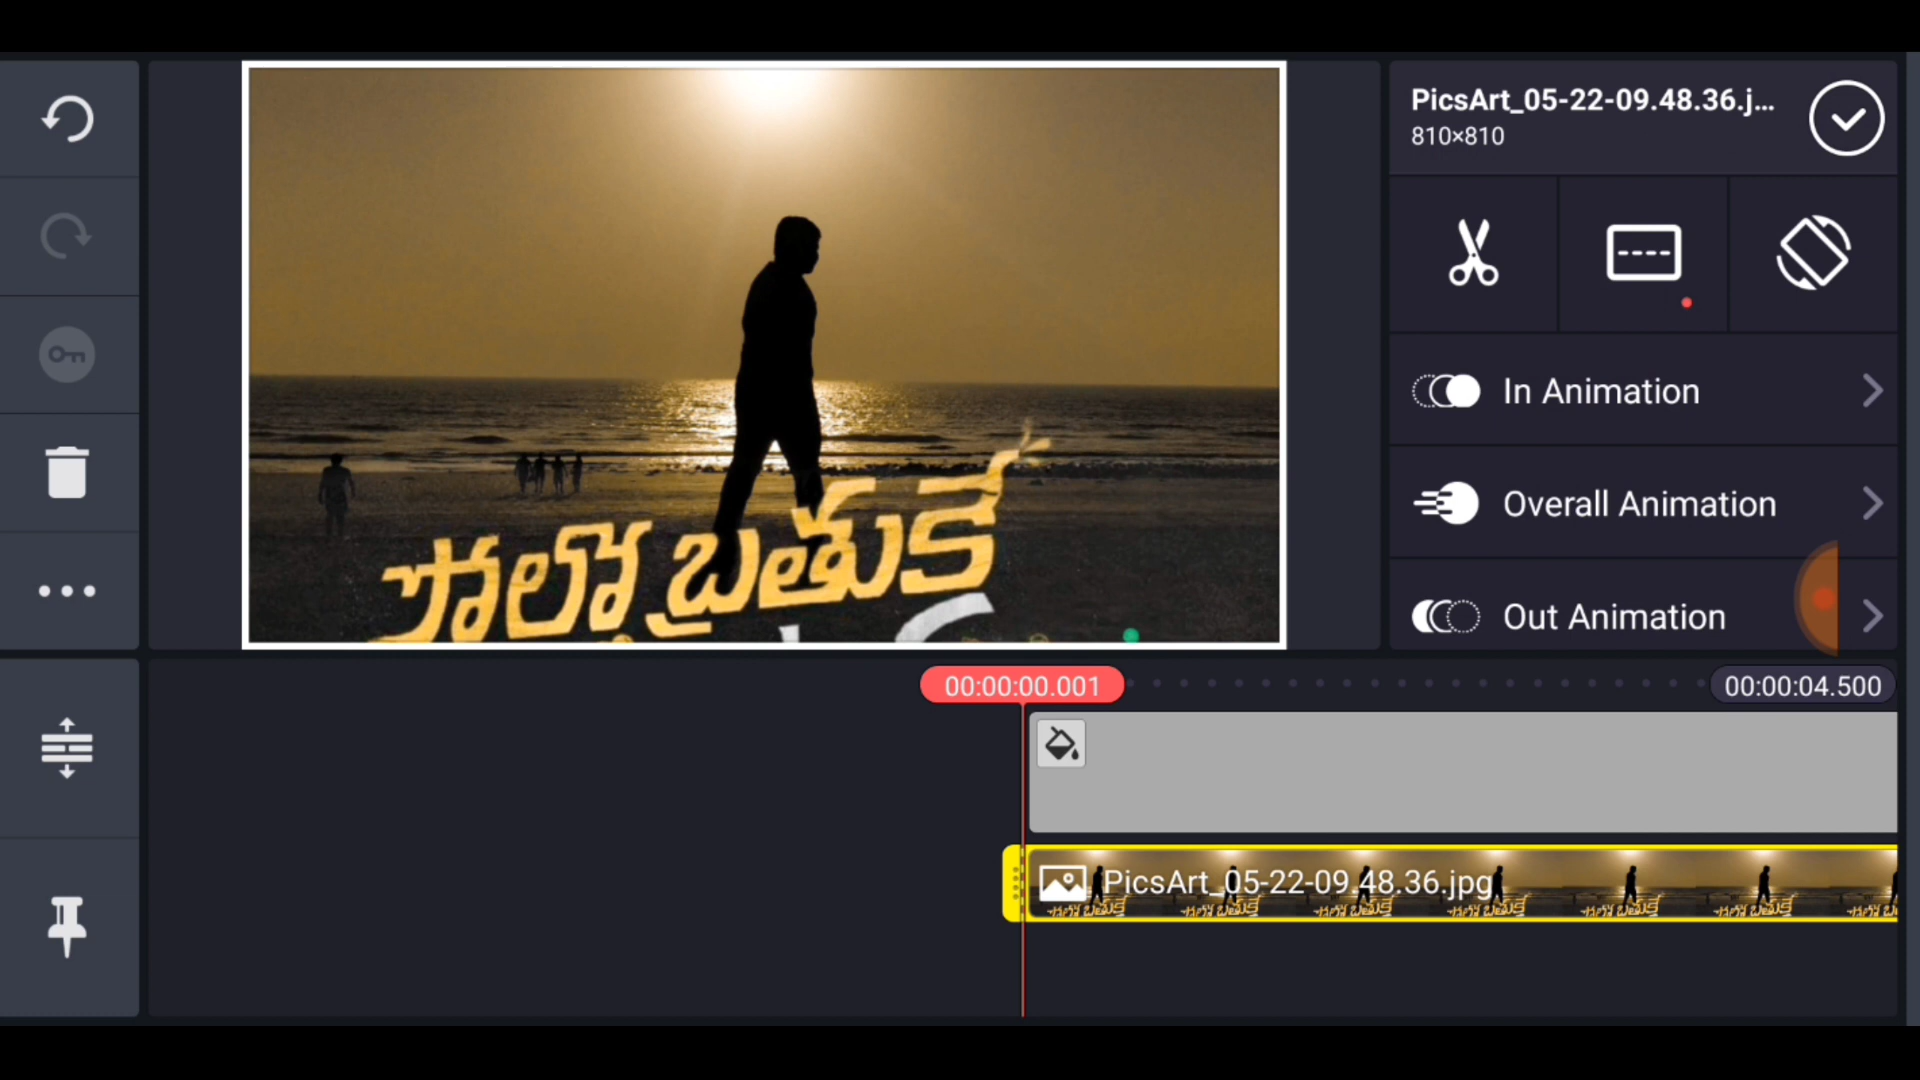 PicsArt_05-22-09.48.36.j...
810×810
In Animation
Overall Animation
Out Animation
పోల్లో బ్రతుకే
00:00:00.001
00:00:04.500
PicsArt_05-22-09.48.36.jpg